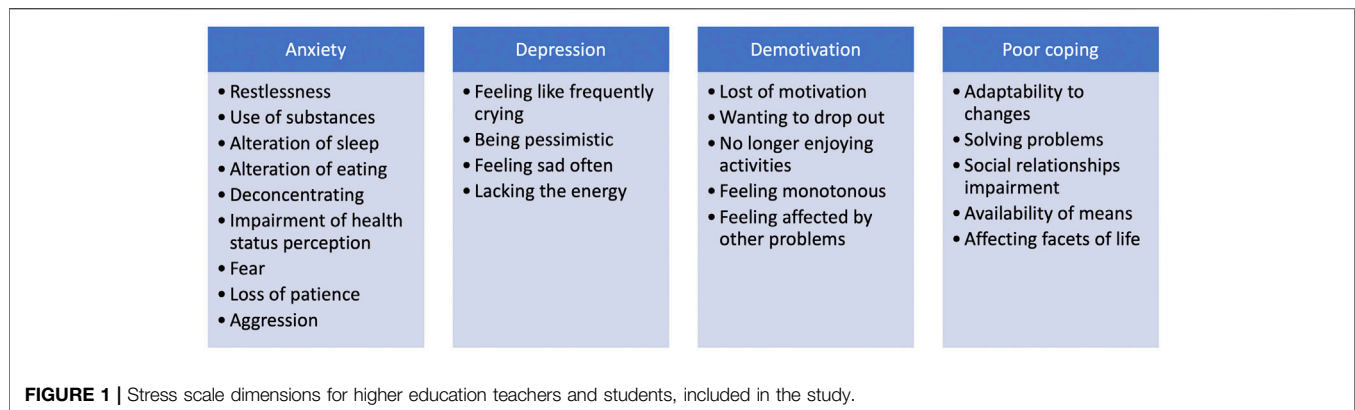 Anxiety
• Restlessness
• Use of substances
• Alteration of sleep
• Alteration of eating
• Deconcentrating
• Impairment of health
status perception
• Fear
• Loss of patience
• Aggression
Depression
• Feeling like frequently
crying
• Being pessimistic
• Feeling sad often
• Lacking the energy
Demotivation
• Lost of motivation
• Wanting to drop out
• No longer enjoying
activities
• Feeling monotonous
• Feeling affected by
other problems
Poor coping
• Adaptability to
changes
• Solving problems
• Social relationships
impairment
• Availability of means
• Affecting facets of life
FIGURE 1 | Stress scale dimensions for higher education teachers and students, included in the study.